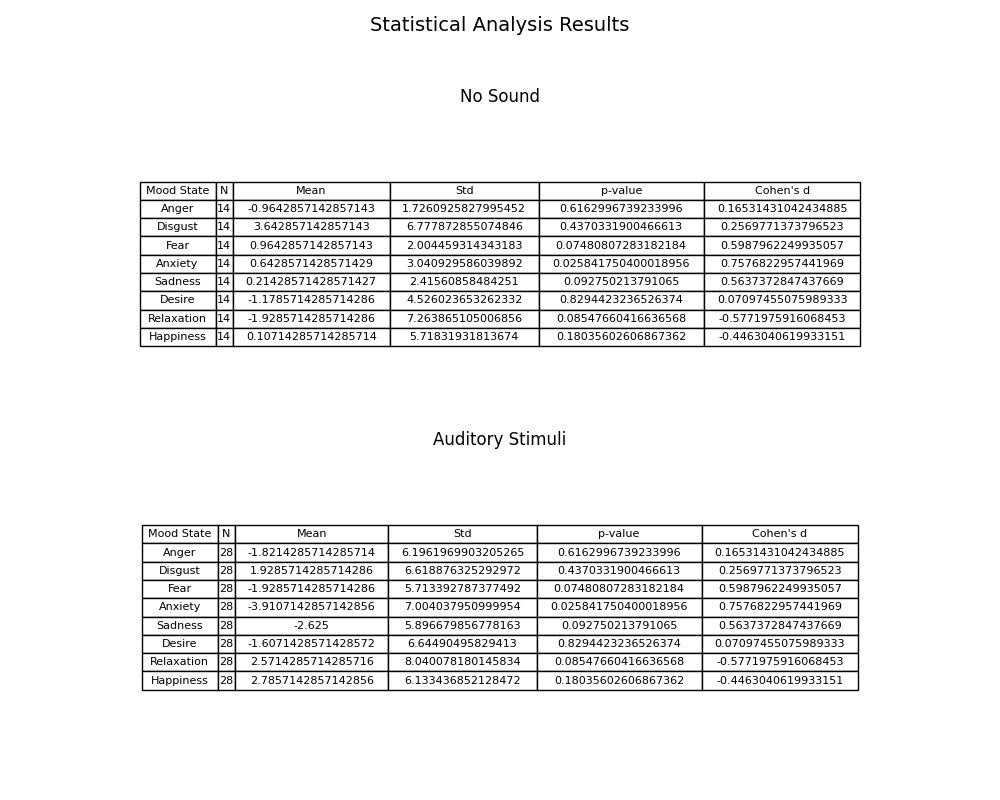 Statistical Analysis Results
No Sound
Mood State N Mean Std p-value Cohen's d
Anger 14 -0.9642857142857143 1.7260925827995452 0.6162996739233996 0.16531431042434885
Disgust 14 3.642857142857143 6.777872855074846 0.4370331900466613 0.2569771373796523
Fear 14 0.9642857142857143 2.004459314343183 0.07480807283182184 0.5987962249935057
Anxiety 14 0.6428571428571429 3.040929586039892 0.025841750400018956 0.7576822957441969
Sadness 14 0.21428571428571427 2.41560858484251 0.092750213791065 0.5637372847437669
Desire 14 -1.1785714285714286 4.526023653262332 0.8294423236526374 0.07097455075989333
Relaxation 14 -1.9285714285714286 7.263865105006856 0.08547660416636568 -0.5771975916068453
Happiness 14 0.10714285714285714 5.71831931813674 0.18035602606867362 -0.4463040619933151
Auditory Stimuli
Mood State N Mean Std p-value Cohen's d
Anger 28 -1.8214285714285714 6.1961969903205265 0.6162996739233996 0.16531431042434885
Disgust 28 1.9285714285714286 6.618876325292972 0.4370331900466613 0.2569771373796523
Fear 28 -1.9285714285714286 5.713392787377492 0.07480807283182184 0.5987962249935057
Anxiety 28 -3.9107142857142856 7.004037950999954 0.025841750400018956 0.7576822957441969
Sadness 28 -2.625 5.896679856778163 0.092750213791065 0.5637372847437669
Desire 28 -1.6071428571428572 6.64490495829413 0.8294423236526374 0.07097455075989333
Relaxation 28 2.5714285714285716 8.040078180145834 0.08547660416636568 -0.5771975916068453
Happiness 28 2.7857142857142856 6.133436852128472 0.18035602606867362 -0.4463040619933151